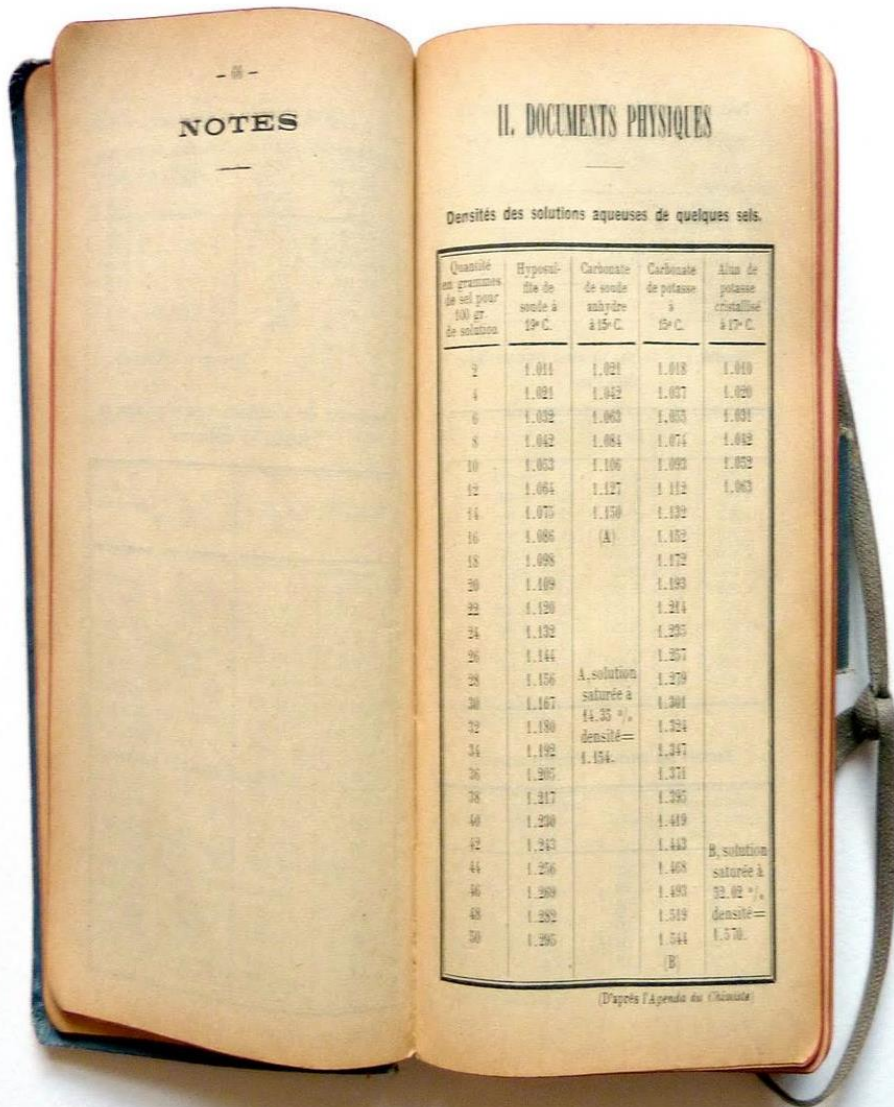 - 66 -
NOTES
II. DOCUMENTS PHYSIQUES
Densités des solutions aqueuses de quelques sels.
Quantité en grammes de sel pour 100 gr. de solution | Hyposulfite de soude à 19° C. | Carbonate de soude anhydre à 15° C. | Carbonate de potasse à 15° C. | Alun de potasse cristallisé à 17° C.
2 1.011 1.021 1.018 1.010
4 1.021 1.042 1.037 1.020
6 1.032 1.063 1.055 1.031
8 1.042 1.084 1.074 1.042
10 1.053 1.106 1.093 1.052
12 1.064 1.127 1 112 1.063
14 1.075 1.150 1.132
16 1.086 (A) 1.152
18 1.098 1.172
20 1.109 1.193
22 1.120 1.214
24 1.132 1.235
26 1.144 1.257
28 1.156 A, solution 1.279
30 1.167 saturée à 1.301
32 1.180 14.35 °/. 1.324
densité=
34 1.192 1.154. 1.347
36 1.205 1.371
38 1.217 1.395
40 1.230 1.419
42 1.243 1.443 B, solution
44 1.256 1.468 saturée à
46 1.269 1.493 52.02 °/.
48 1.282 1.519 densité=
50 1.295 1.544 1.570.
(B)
(D'après l'Agenda du Chimiste)